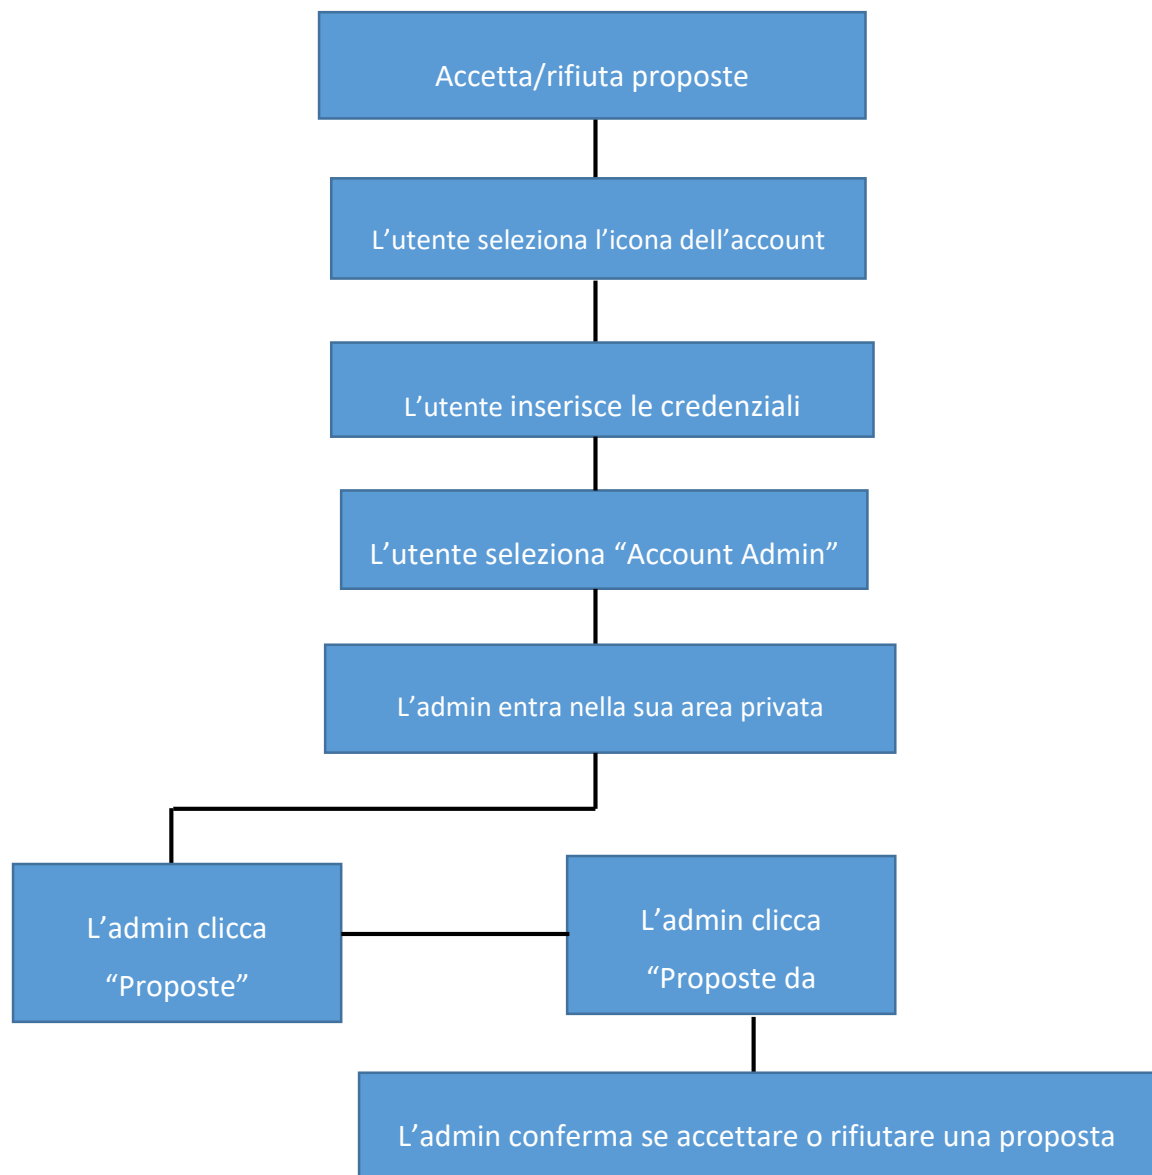 Accetta/rifiuta proposte
L’utente seleziona l’icona dell’account
L’utente inserisce le credenziali
L’utente seleziona “Account Admin”
L’admin entra nella sua area privata
L’admin clicca
“Proposte”
L’admin clicca
“Proposte da
L’admin conferma se accettare o rifiutare una proposta